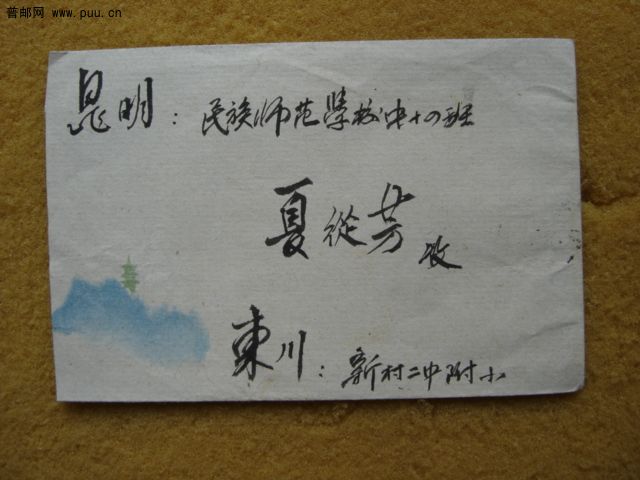 普邮网 www.puu.cn
昆明：民族师范学校中十四班
夏從芳 收
東川：新村二中附小